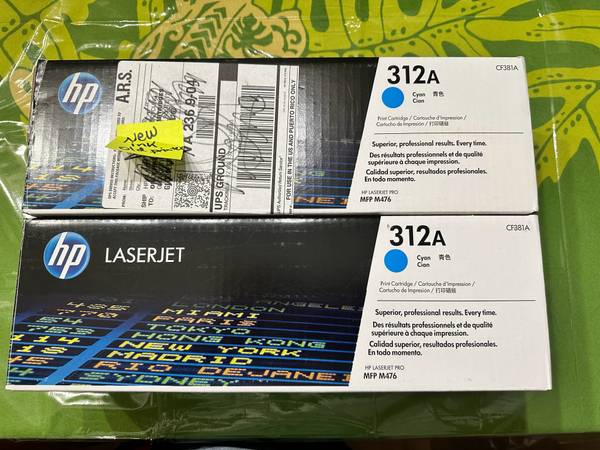 hp
A.R.S.
UPS GROUND
FOR USE IN THE US AND PUERTO RICO ONLY
New
312A
CF381A
Cyan 青色
Cian
Print Cartridge / Cartouche d'Impression /
Cartucho de Impresión / 打印硒鼓
Superior, professional results. Every time.
Des résultats professionnels et de qualité
supérieure à chaque impression.
Calidad superior, resultados profesionales.
En todo momento.
HP LASERJET PRO
MFP M476
hp
LASERJET
MIAMI
PARIS
TOKYO
HONG KONG
114 NEW YORK
MADRID
RIO DE JANEI
SYDNEY
312A
CF381A
Cyan 青色
Cian
Print Cartridge / Cartouche d'Impression /
Cartucho de Impresión / 打印硒鼓
Superior, professional results. Every time.
Des résultats professionnels et de qualité
supérieure à chaque impression.
Calidad superior, resultados profesionales.
En todo momento.
HP LASERJET PRO
MFP M476